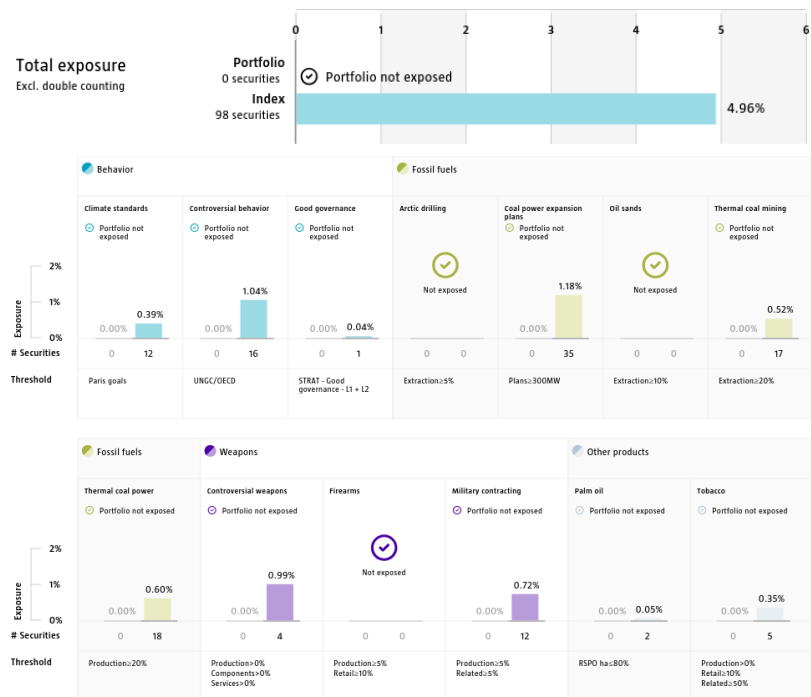 0 1 2 3 4 5 6
Total exposure
Excl. double counting
Portfolio
0 securities
Portfolio not exposed
Index
98 securities
4.96%
Behavior
Fossil fuels
Climate standards
Portfolio not
exposed
Controversial behavior
Portfolio not
exposed
Good governance
Portfolio not
exposed
Arctic drilling
Not exposed
Coal power expansion
plans
Portfolio not
exposed
Oil sands
Not exposed
Thermal coal mining
Portfolio not
exposed
Exposure
2%
1%
0%
0.00% 0.39%
0.00% 1.04%
0.00% 0.04%
0.00% 1.18%
0.00% 0.52%
# Securities
0 12
0 16
0 1
0 0
0 35
0 0
0 17
Threshold
Paris goals
UNGC/OECD
STRAT - Good
governance - L1 + L2
Extraction≥5%
Plans≥300MW
Extraction≥10%
Extraction≥20%
Fossil fuels
Weapons
Other products
Thermal coal power
Portfolio not exposed
Controversial weapons
Portfolio not exposed
Firearms
Not exposed
Military contracting
Portfolio not exposed
Palm oil
Portfolio not exposed
Tobacco
Portfolio not exposed
Exposure
2%
1%
0%
0.00% 0.60%
0.00% 0.99%
0.00% 0.72%
0.00% 0.05%
0.00% 0.35%
# Securities
0 18
0 4
0 0
0 12
0 2
0 5
Threshold
Production≥20%
Production>0%
Components>0%
Services>0%
Production≥5%
Retail≥10%
Production≥5%
Related≥5%
RSPO ha≤80%
Production>0%
Retail≥10%
Related≥50%